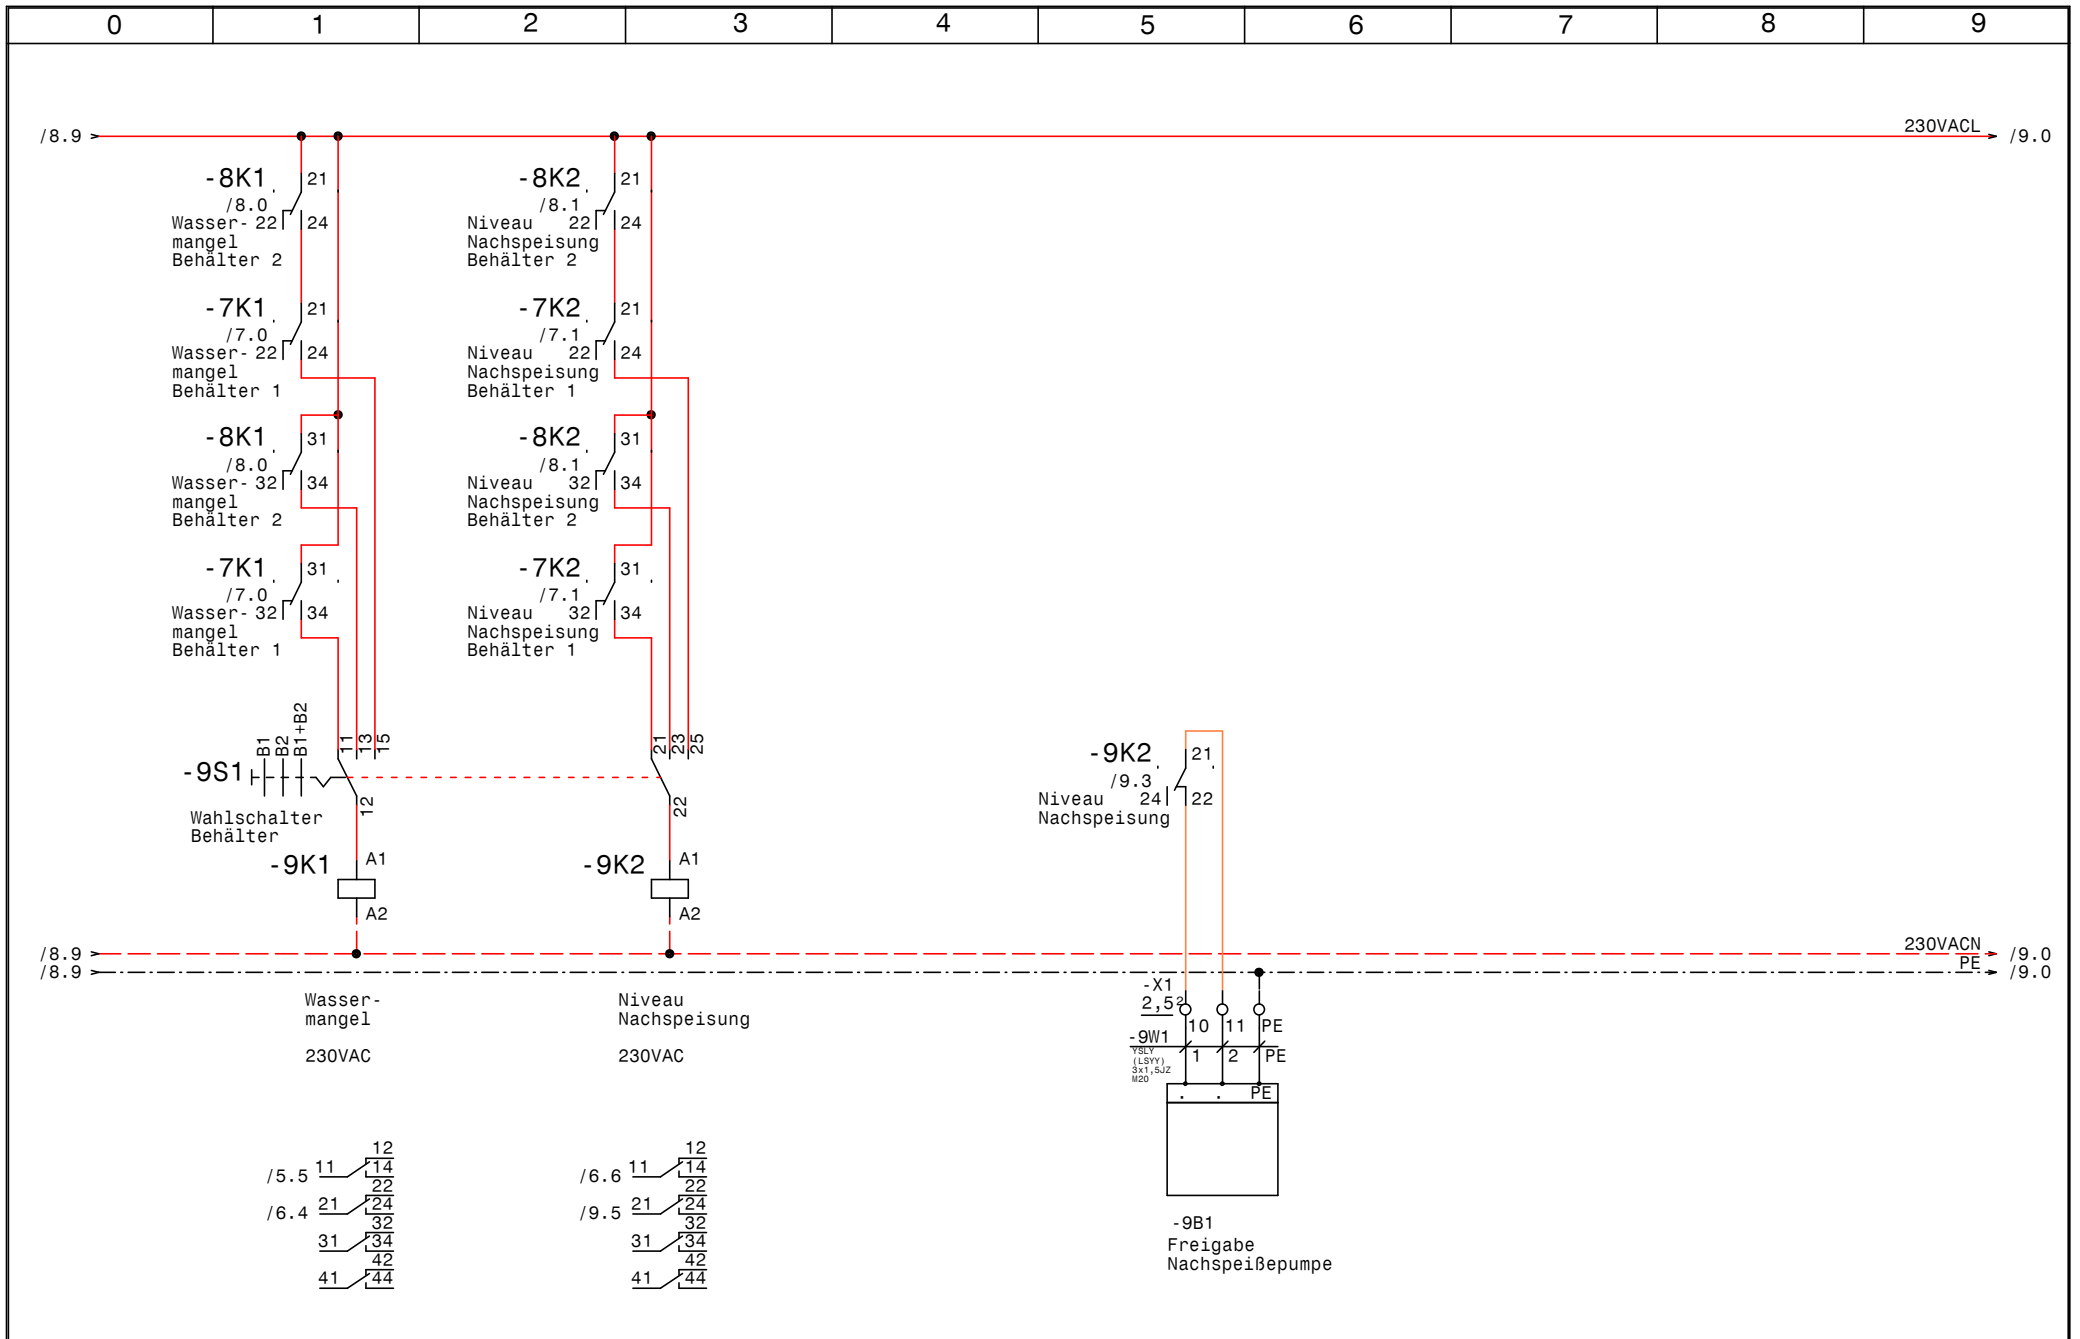 0 1 2 3 4 5 6 7 8 9
/8.9 230VACL /9.0
-8K1 21
/8.0
Wasser- 22 24
mangel
Behälter 2
-8K2 21
/8.1
Niveau 22 24
Nachspeisung
Behälter 2
-7K1 21
/7.0
Wasser- 22 24
mangel
Behälter 1
-7K2 21
/7.1
Niveau 22 24
Nachspeisung
Behälter 1
-8K1 31
/8.0
Wasser- 32 34
mangel
Behälter 2
-8K2 31
/8.1
Niveau 32 34
Nachspeisung
Behälter 2
-7K1 31
/7.0
Wasser- 32 34
mangel
Behälter 1
-7K2 31
/7.1
Niveau 32 34
Nachspeisung
Behälter 1
B1
B2
B1+B2
11
13
15
-9S1
12
Wahlschalter
Behälter
21
23
25
22
-9K2 21
/9.3
Niveau 24 22
Nachspeisung
-9K1 A1
A2
-9K2 A1
A2
/8.9 230VACN /9.0
/8.9 PE /9.0
Wasser-
mangel
230VAC
Niveau
Nachspeisung
230VAC
-X1
2,5²
10 11 PE
-9W1
YSLY
(LSYY)
3x1,5JZ
M20
1 2 PE
. . PE
-9B1
Freigabe
Nachspeißepumpe
12
/5.5 11 14
22
/6.4 21 24
32
31 34
42
41 44
12
/6.6 11 14
22
/9.5 21 24
32
31 34
42
41 44